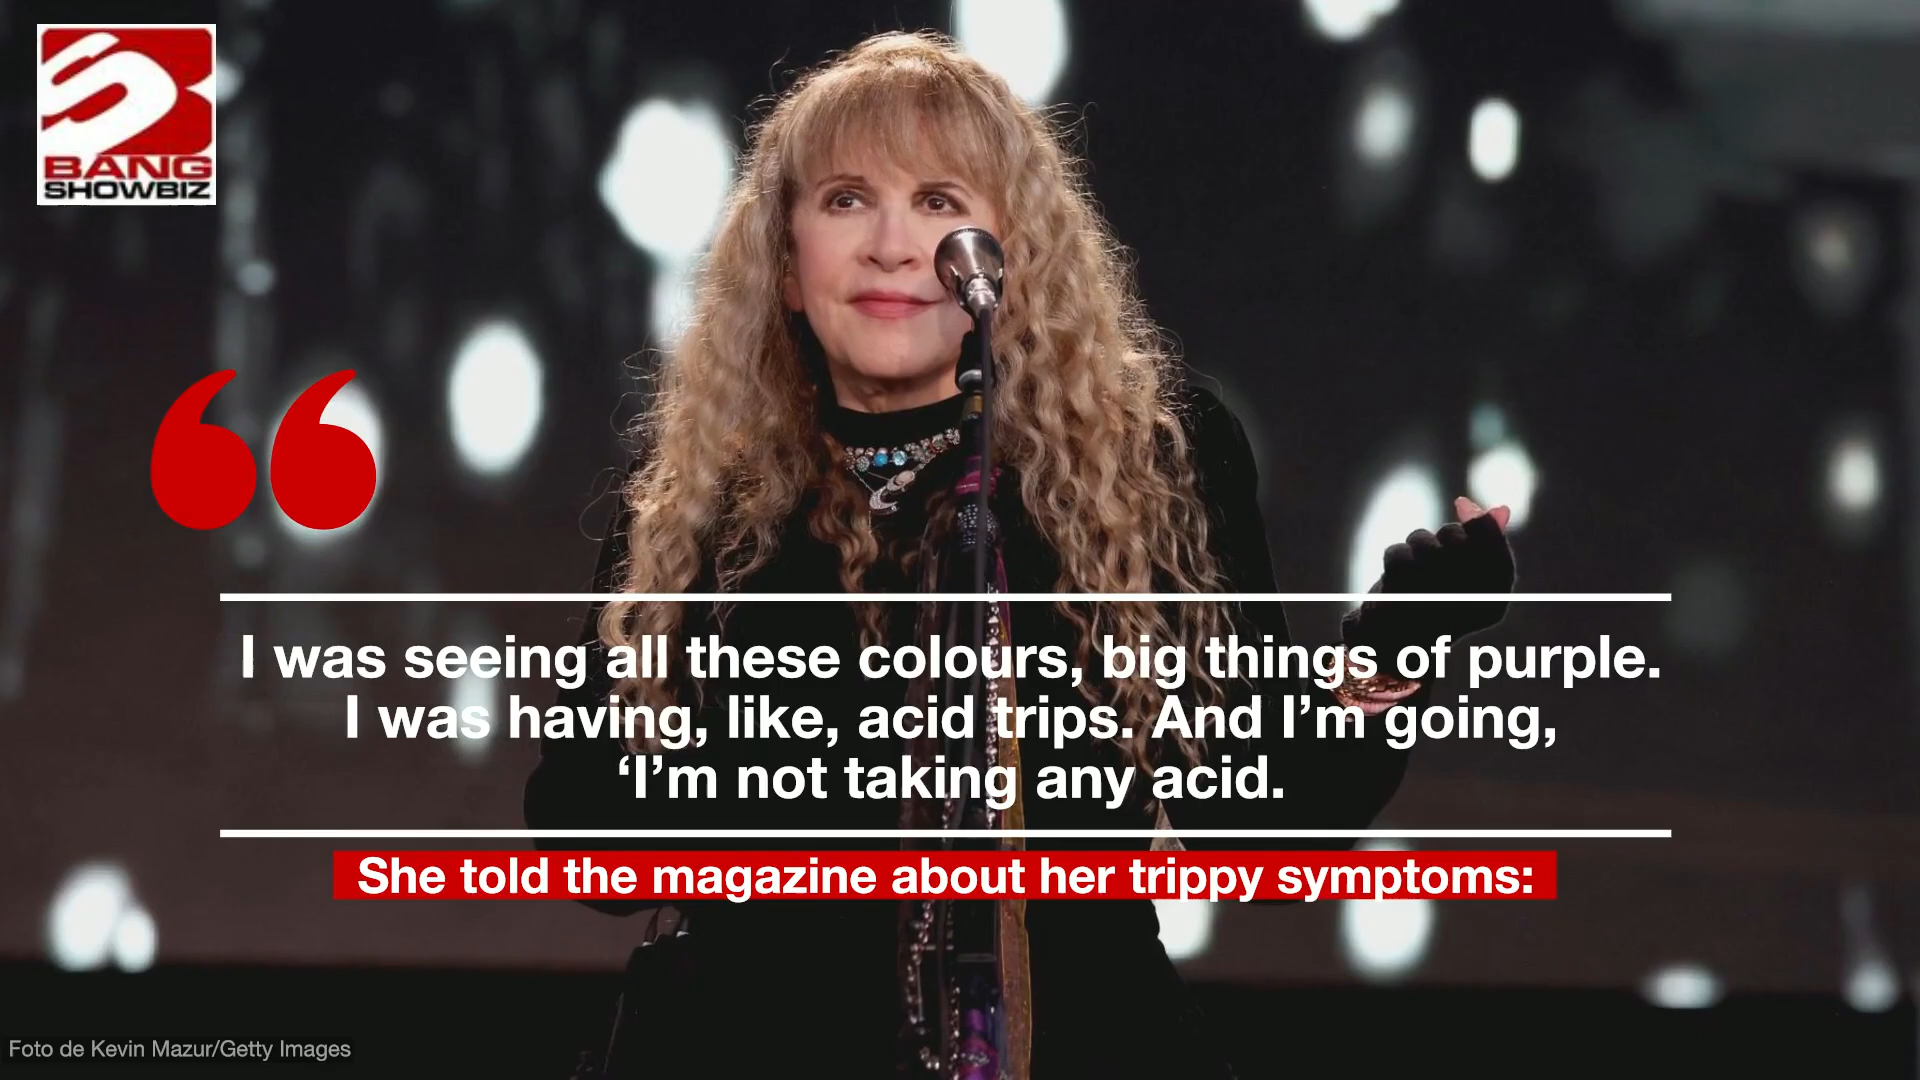 BANG
SHOWBIZ
I was seeing all these colours, big things of purple.
I was having, like, acid trips. And I’m going,
‘I’m not taking any acid.
She told the magazine about her trippy symptoms:
Foto de Kevin Mazur/Getty Images